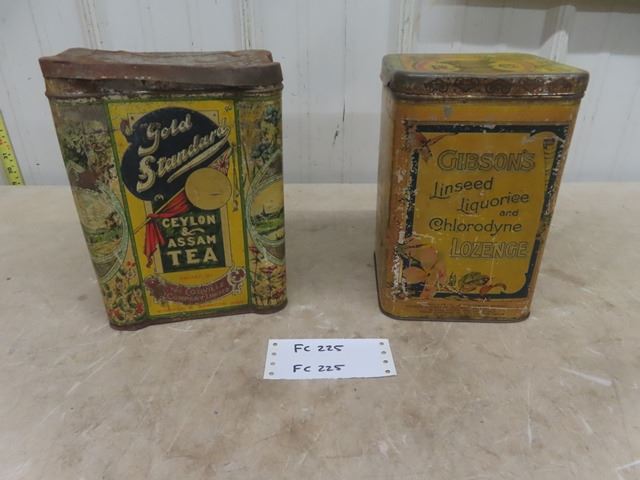 Gold
Standard
CEYLON
&
ASSAM
TEA
GIBSON'S
Linseed
Liquorice
and
Chlorodyne
LOZENGE
FC 225
FC 225